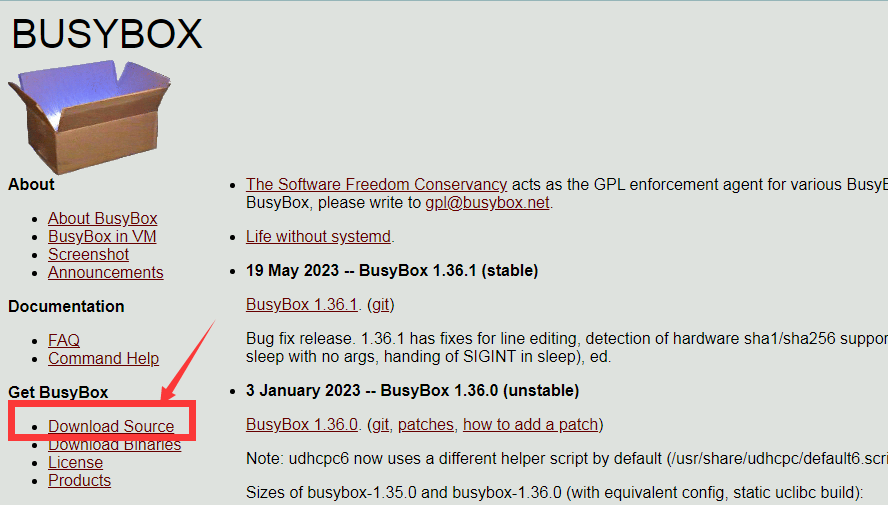 BUSYBOX
About
About BusyBox
BusyBox in VM
Screenshot
Announcements
Documentation
FAQ
Command Help
Get BusyBox
Download Source
Download Binaries
License
Products
The Software Freedom Conservancy acts as the GPL enforcement agent for various Busy
BusyBox, please write to gpl@busybox.net.
Life without systemd.
19 May 2023 -- BusyBox 1.36.1 (stable)
BusyBox 1.36.1. (git)
Bug fix release. 1.36.1 has fixes for line editing, detection of hardware sha1/sha256 suppor
sleep with no args, handing of SIGINT in sleep), ed.
3 January 2023 -- BusyBox 1.36.0 (unstable)
BusyBox 1.36.0. (git, patches, how to add a patch)
Note: udhcpc6 now uses a different helper script by default (/usr/share/udhcpc/default6.scri
Sizes of busybox-1.35.0 and busybox-1.36.0 (with equivalent config, static uclibc build):